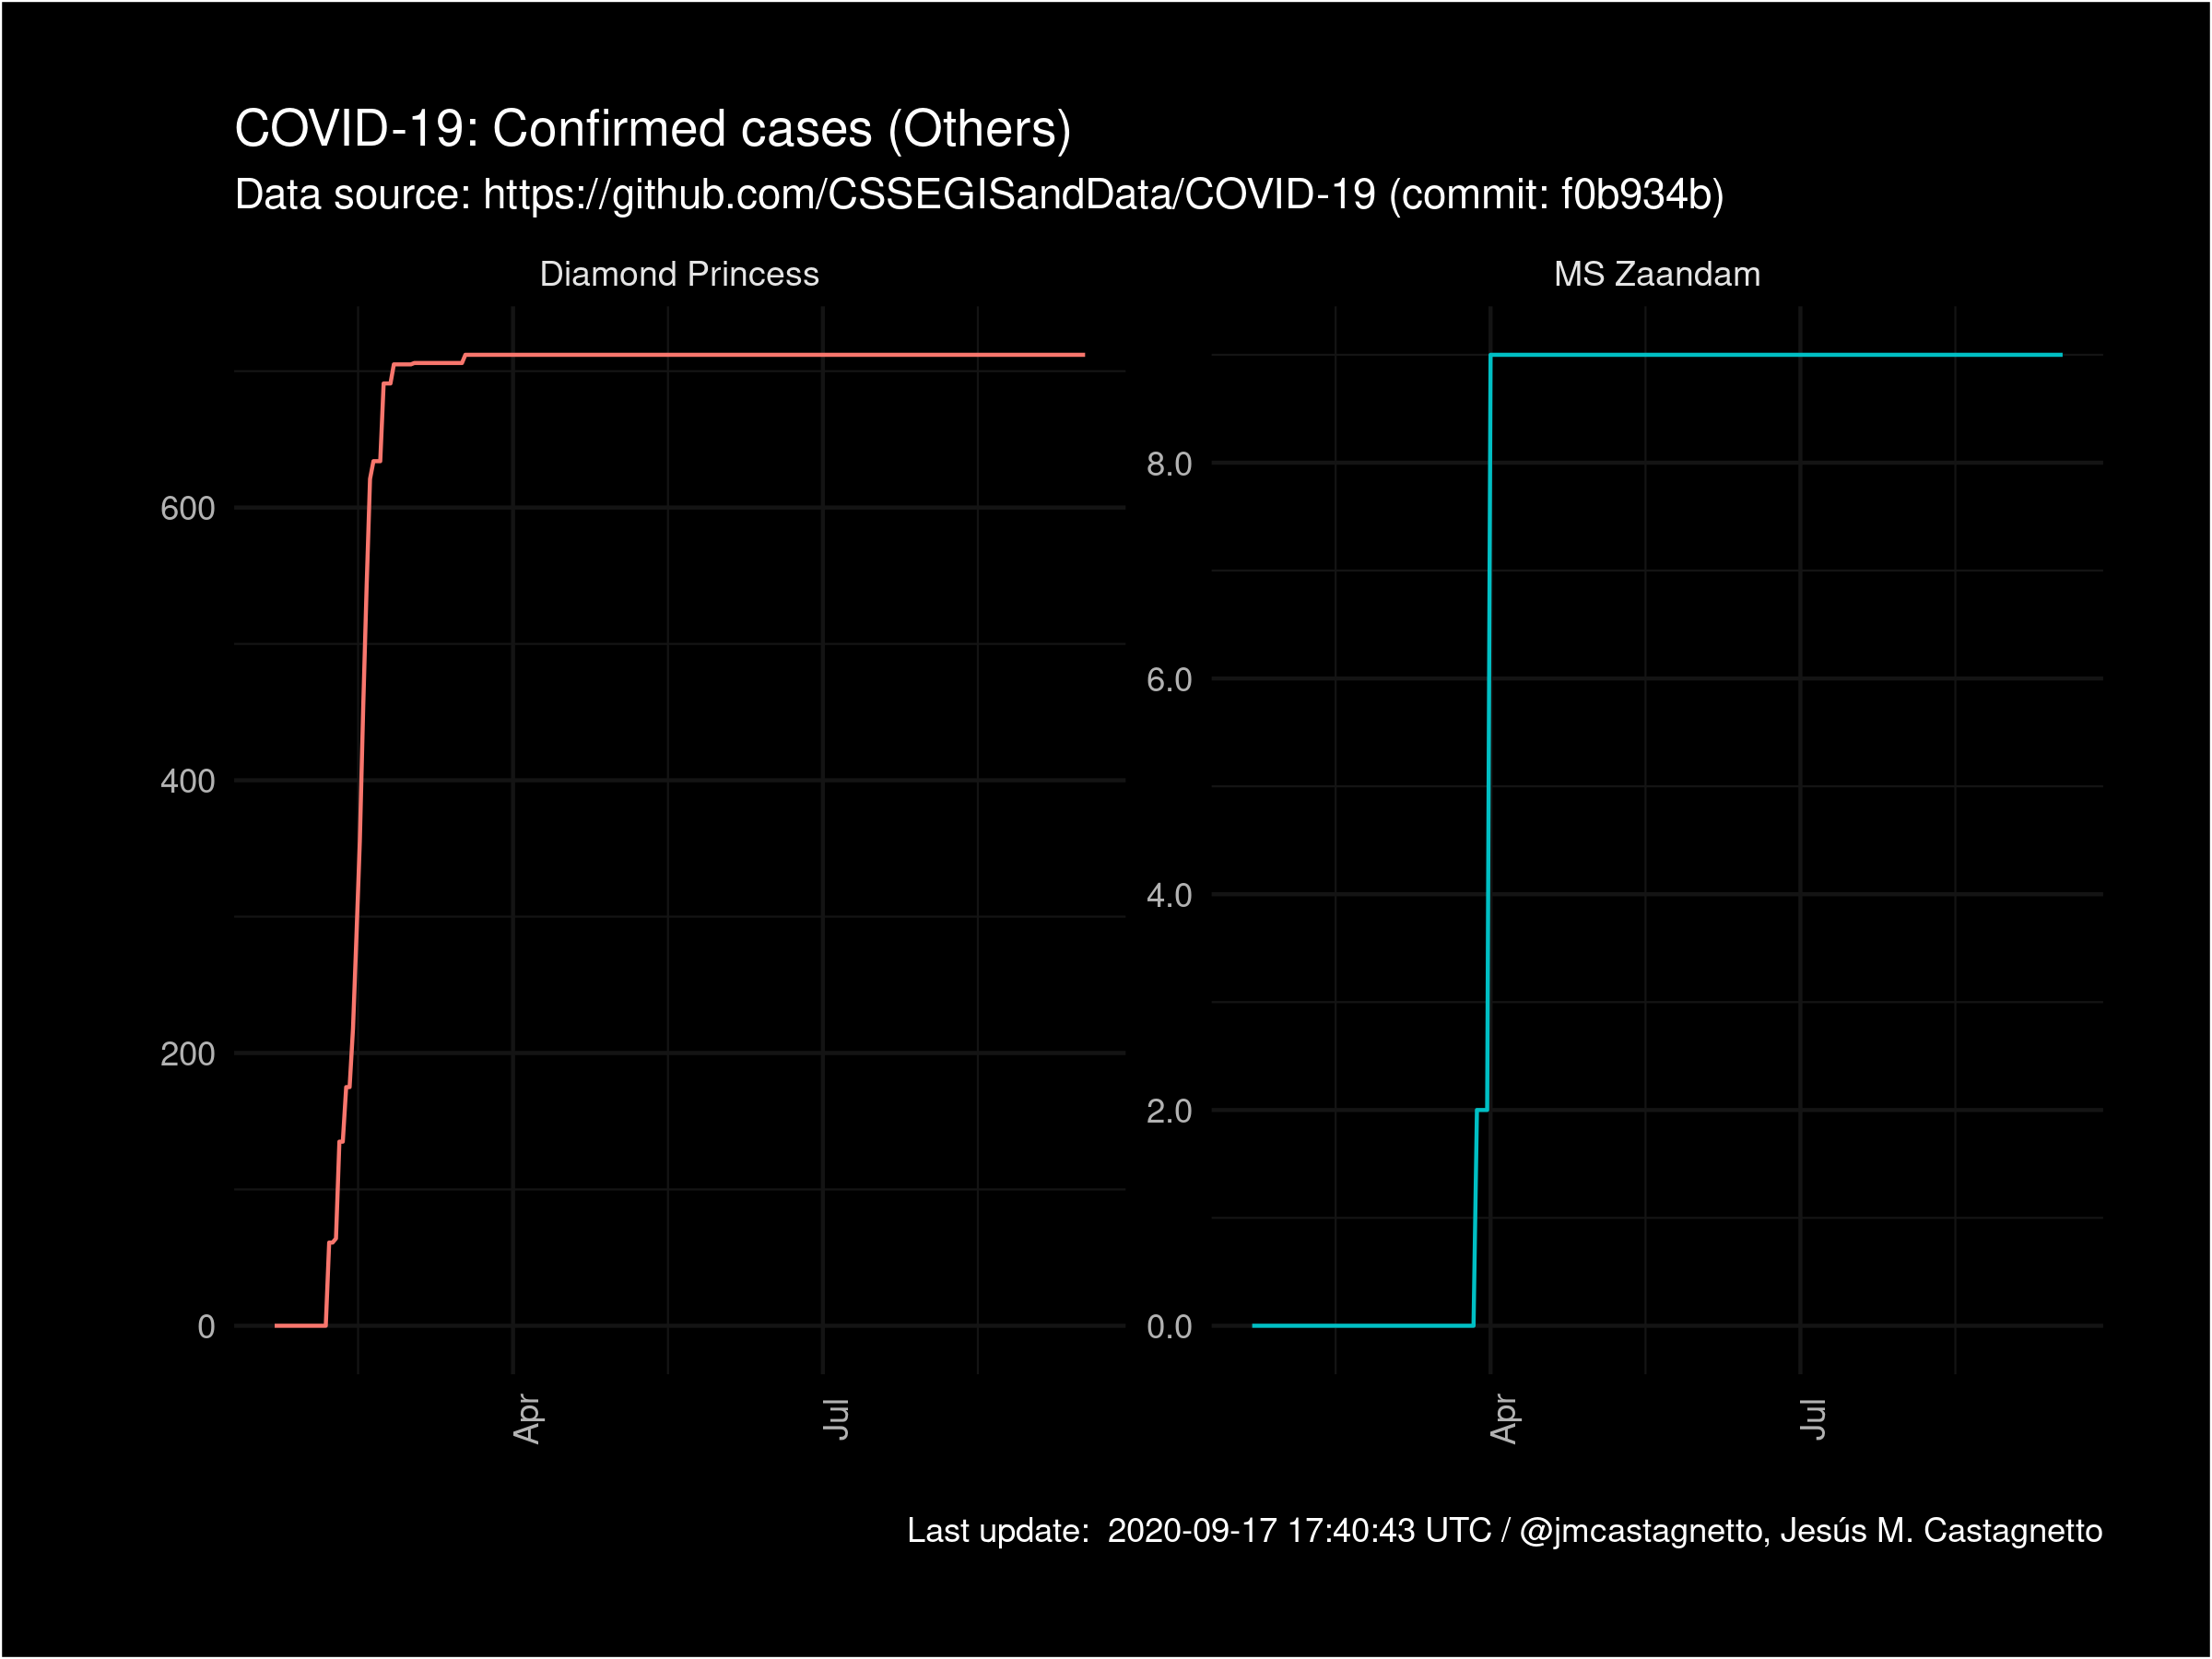 COVID-19: Confirmed cases (Others)
Data source: https://github.com/CSSEGISandData/COVID-19 (commit: f0b934b)
Diamond Princess
600
400
200
0
Apr
Jul
MS Zaandam
8.0
6.0
4.0
2.0
0.0
Apr
Jul
Last update:  2020-09-17 17:40:43 UTC / @jmcastagnetto, Jesús M. Castagnetto